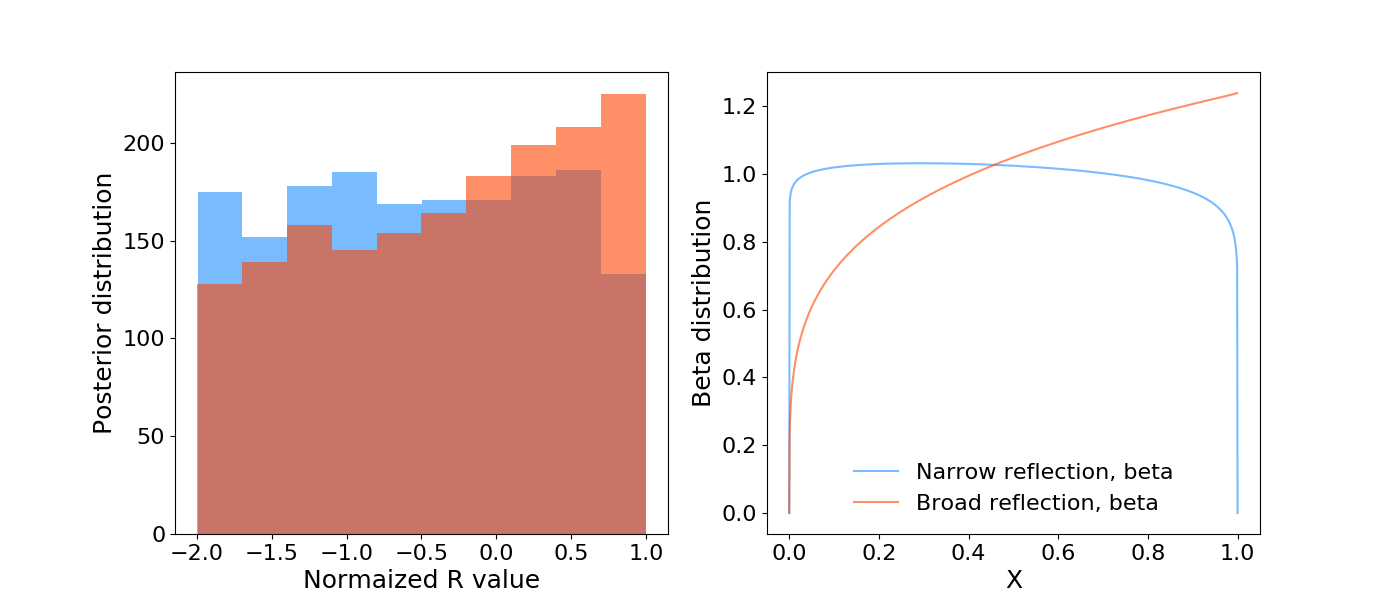 Posterior distribution
200
150
100
50
0
−2.0 −1.5 −1.0 −0.5 0.0 0.5 1.0
Normaized R value
Beta distribution
1.2
1.0
0.8
0.6
0.4
0.2
0.0
Narrow reflection, beta
Broad reflection, beta
0.0 0.2 0.4 0.6 0.8 1.0
X